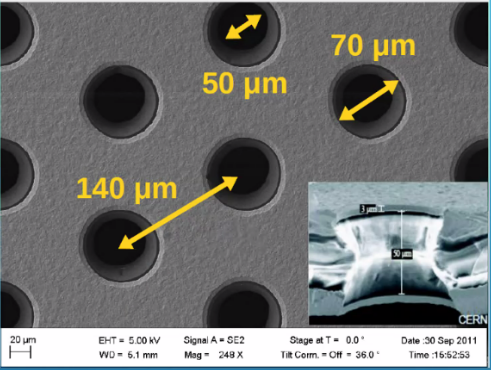 70 µm
50 µm
140 µm
3 µm
50 µm
CERN
20 µm
EHT = 5.00 kV
Signal A = SE2
Stage at T = 0.0 °
Date :30 Sep 2011
WD = 5.1 mm
Mag = 248 X
Tilt Corrn. = Off = 36.0 °
Time :15:52:53